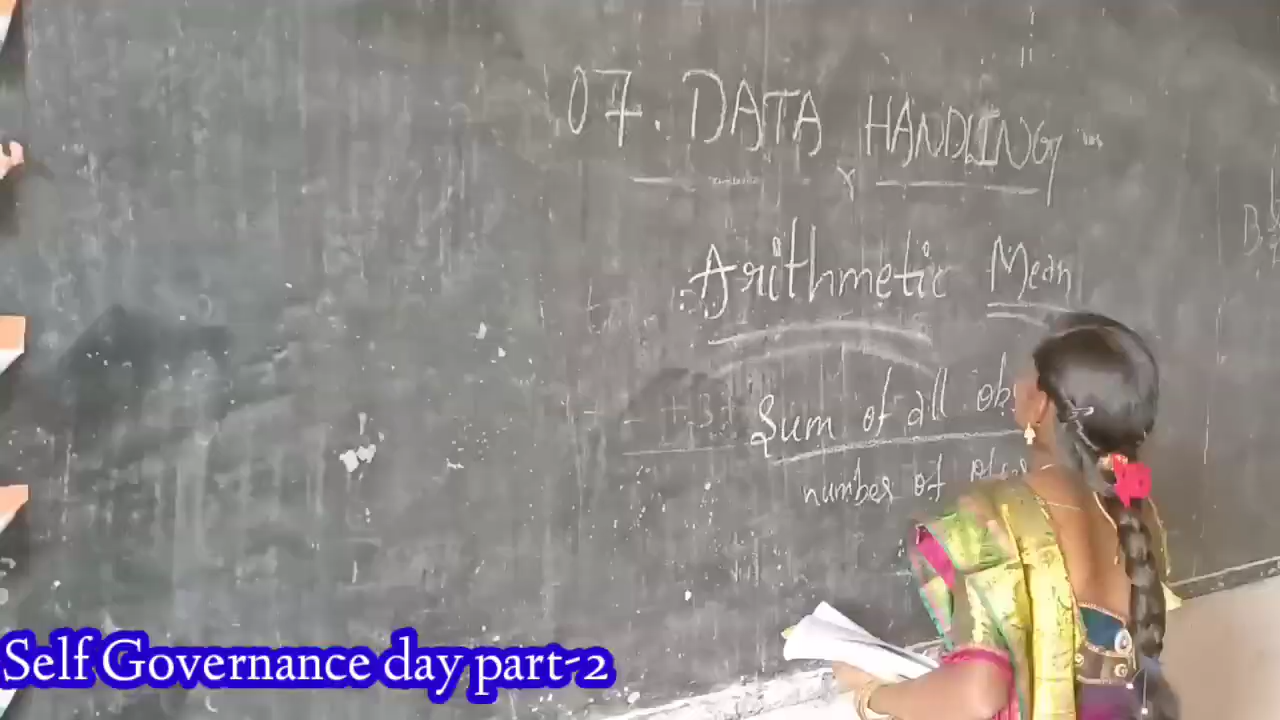 07. DATA HANDLING
Arithmetic Mean
Sum of all
number of
Self Governance day part-2